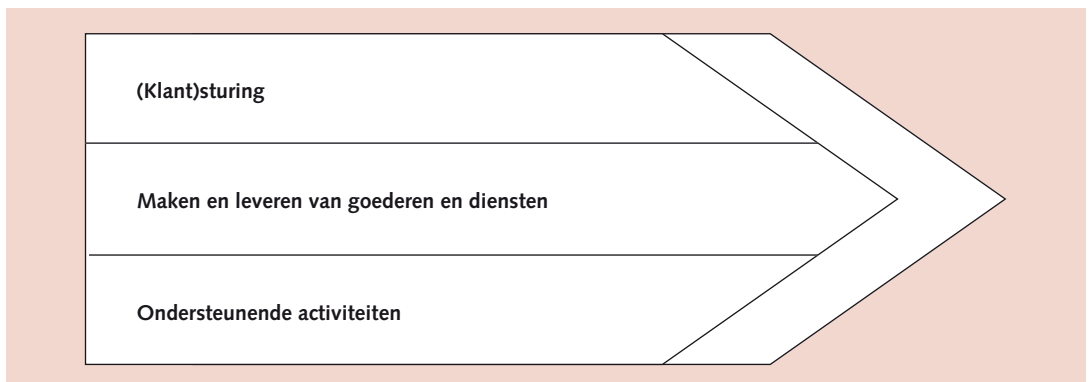 (Klant)sturing
Maken en leveren van goederen en diensten
Ondersteunende activiteiten